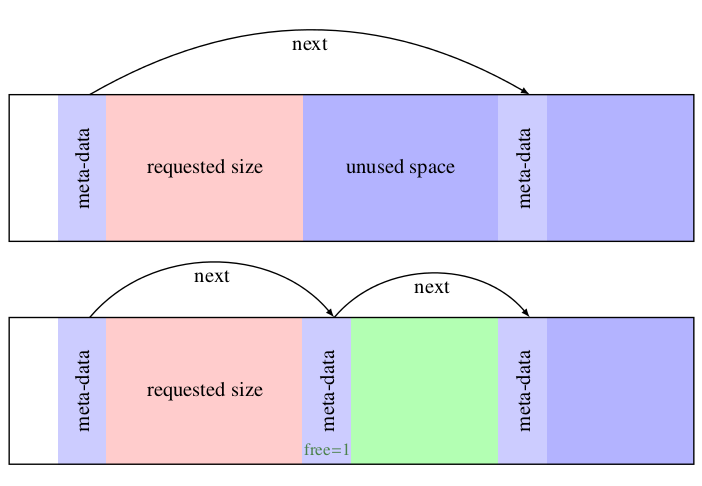 next
meta-data
requested size
unused space
meta-data
next
next
meta-data
requested size
meta-data
free=1
meta-data